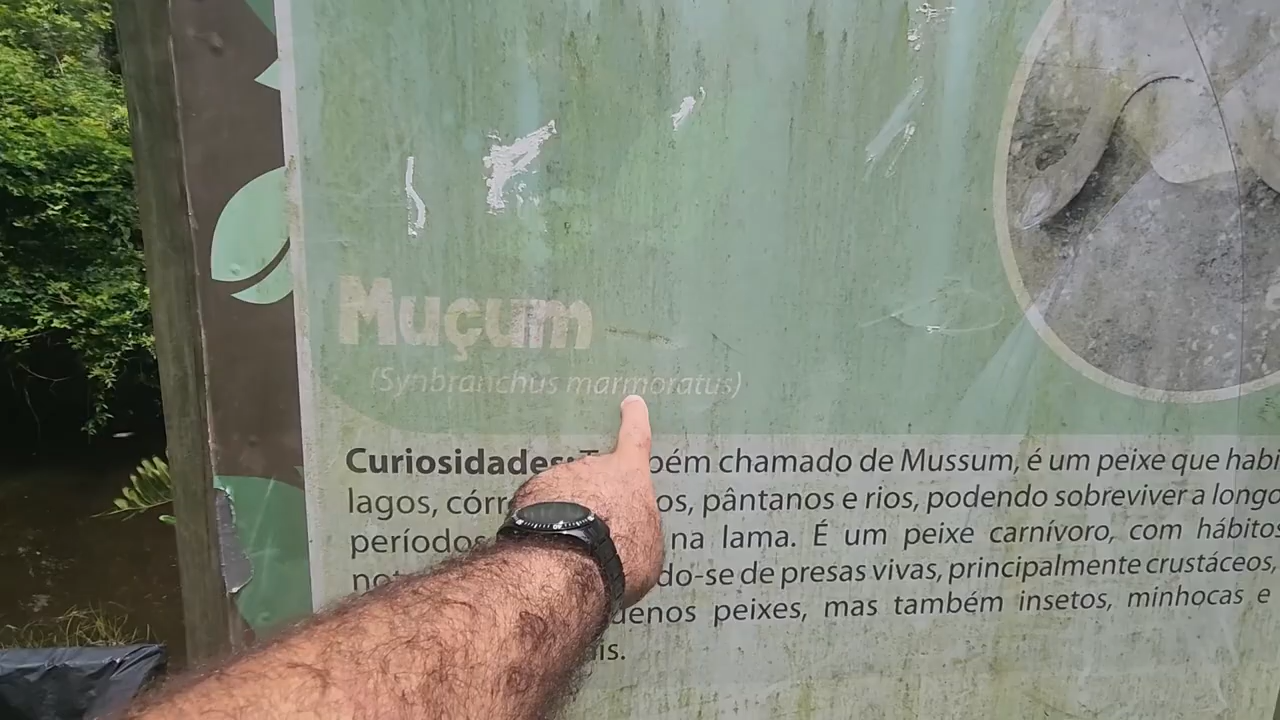 Muçum
(Synbranchus marmoratus)
Curiosidades: bém chamado de Mussum, é um peixe que habi
lagos, córr os, pântanos e rios, podendo sobreviver a longo
períodos na lama. É um peixe carnívoro, com hábitos
not do-se de presas vivas, principalmente crustáceos,
uenos peixes, mas também insetos, minhocas e
is.